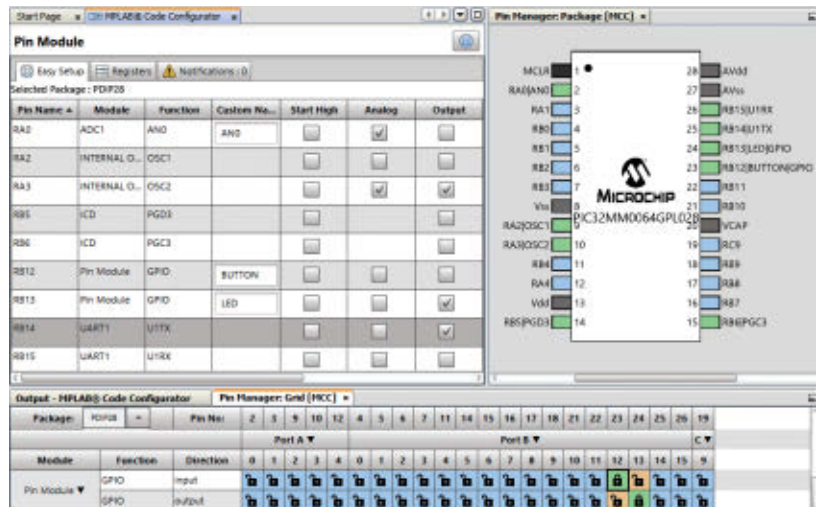 Start Page MPLAB® Code Configurator
Pin Module
Easy Setup Registers Notifications : 0
Selected Package : PDIP28
Pin Name Module Function Custom Na... Start High Analog Output
RA0 ADC1 AN0 AN0
RA2 INTERNAL O... OSC1
RA3 INTERNAL O... OSC2
RB5 ICD PGD3
RB6 ICD PGC3
RB12 Pin Module GPIO BUTTON
RB13 Pin Module GPIO LED
RB14 UART1 U1TX
RB15 UART1 U1RX
Pin Manager: Package [MCC]
MCLR 1 28 AVdd
RA0|AN0 2 27 AVss
RA1 3 26 RB15|U1RX
RB0 4 25 RB14|U1TX
RB1 5 24 RB13|LED|GPIO
RB2 6 23 RB12|BUTTON|GPIO
RB3 7 22 RB11
Vss 8 21 RB10
MICROCHIP
PIC32MM0064GPL028
RA2|OSC1 9 20 VCAP
RA3|OSC2 10 19 RC9
RB4 11 18 RB9
RA4 12 17 RB8
Vdd 13 16 RB7
RB5|PGD3 14 15 RB6|PGC3
Output - MPLAB® Code Configurator Pin Manager: Grid [MCC]
Package: PDIP28 Pin No: 2 3 9 10 12 4 5 6 7 11 14 15 16 17 18 21 22 23 24 25 26 19
Port A ▼ Port B ▼ C ▼
Module Function Direction 0 1 2 3 4 0 1 2 3 4 5 6 7 8 9 10 11 12 13 14 15 9
Pin Module ▼ GPIO input
GPIO output